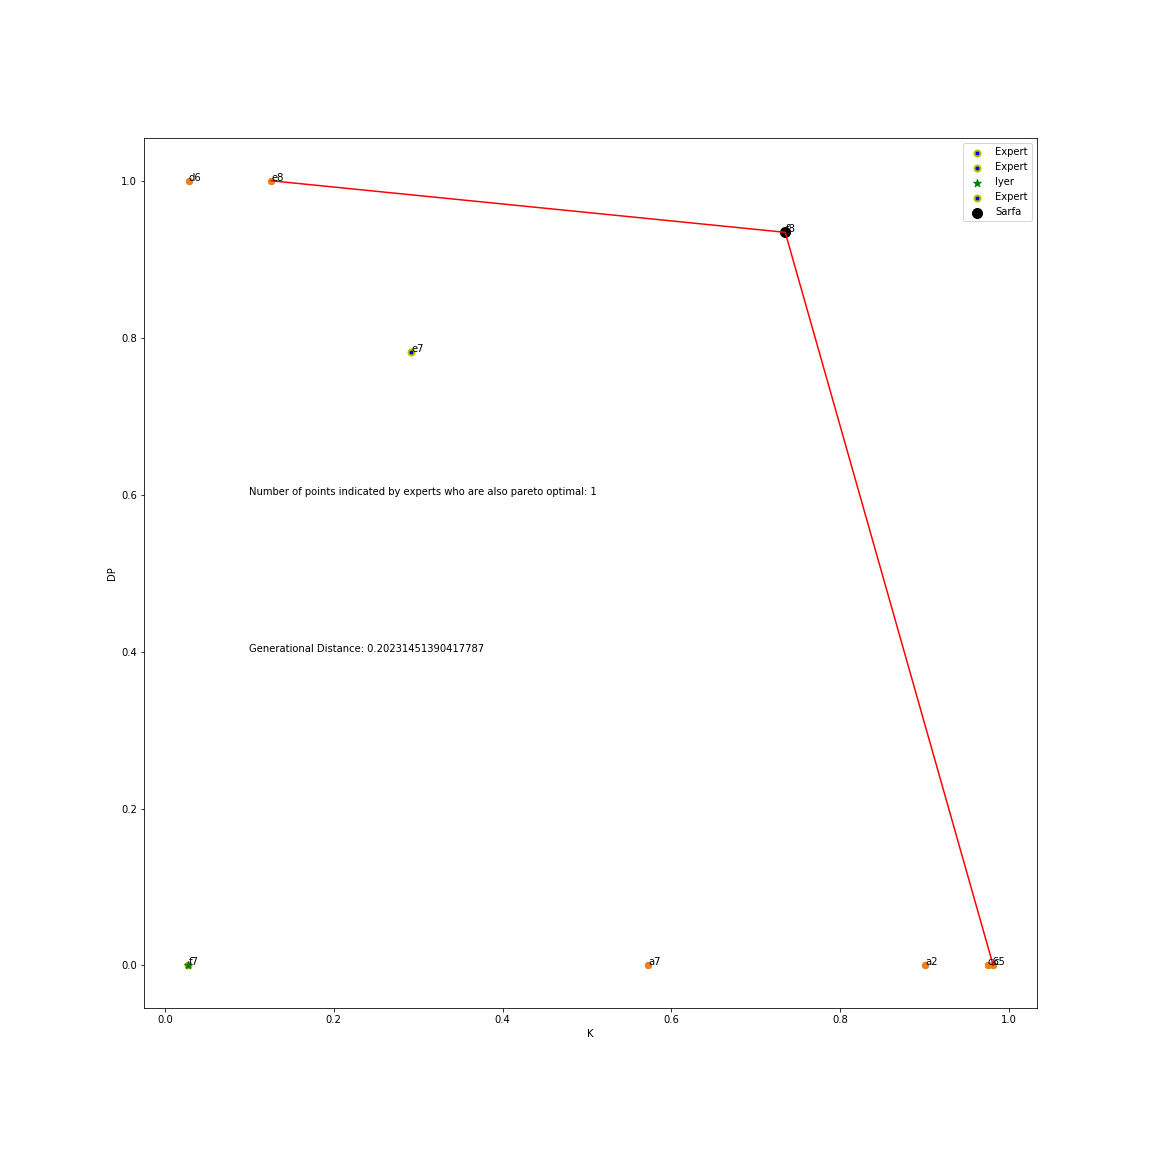 Expert
Expert
Iyer
Expert
Sarfa
d6
e8
f8
e7
Number of points indicated by experts who are also pareto optimal: 1
Generational Distance: 0.20231451390417787
f7
a7
a2
1.0
0.8
0.6
0.4
0.2
0.0
DP
0.0
0.2
0.4
0.6
0.8
1.0
K